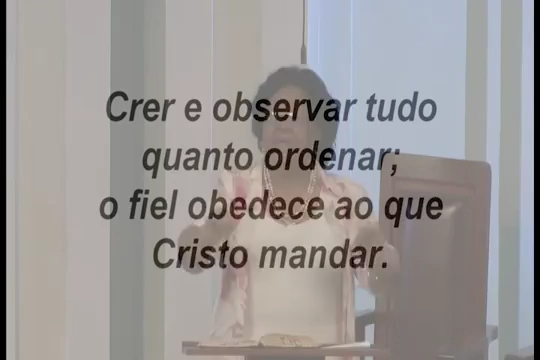 Crer e observar tudo
quanto ordenar;
o fiel obedece ao que
Cristo mandar.